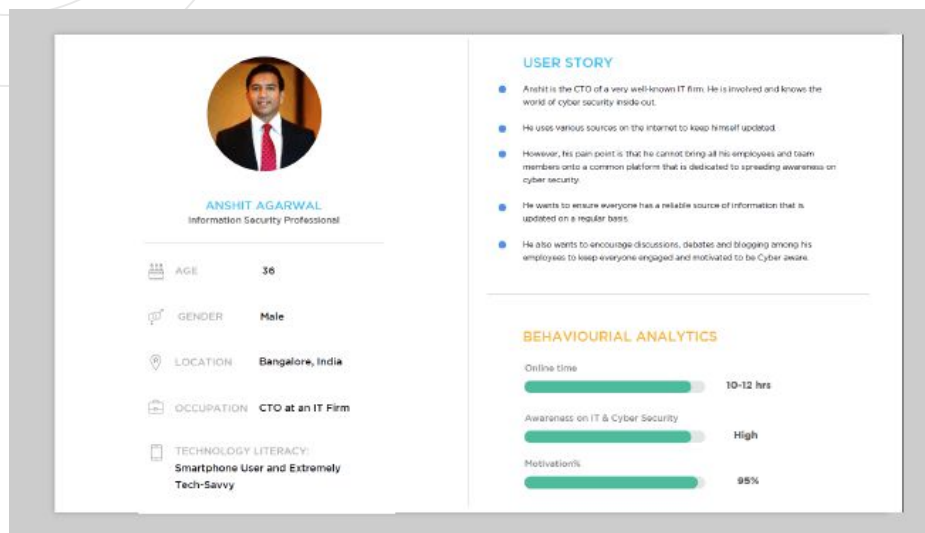 ANSHIT AGARWAL
Information Security Professional
AGE 36
GENDER Male
LOCATION Bangalore, India
OCCUPATION CTO at an IT Firm
TECHNOLOGY LITERACY:
Smartphone User and Extremely
Tech-Savvy
USER STORY
Anshit is the CTO of a very well-known IT firm. He is involved and knows the
world of cyber security inside-out.
He uses various sources on the internet to keep himself updated.
However, his pain point is that he cannot bring all his employees and team
members onto a common platform that is dedicated to spreading awareness on
cyber security.
He wants to ensure everyone has a reliable source of information that is
updated on a regular basis.
He also wants to encourage discussions, debates and blogging among his
employees to keep everyone engaged and motivated to be Cyber aware.
BEHAVIOURIAL ANALYTICS
Online time
10-12 hrs
Awareness on IT & Cyber Security
High
Motivation%
95%